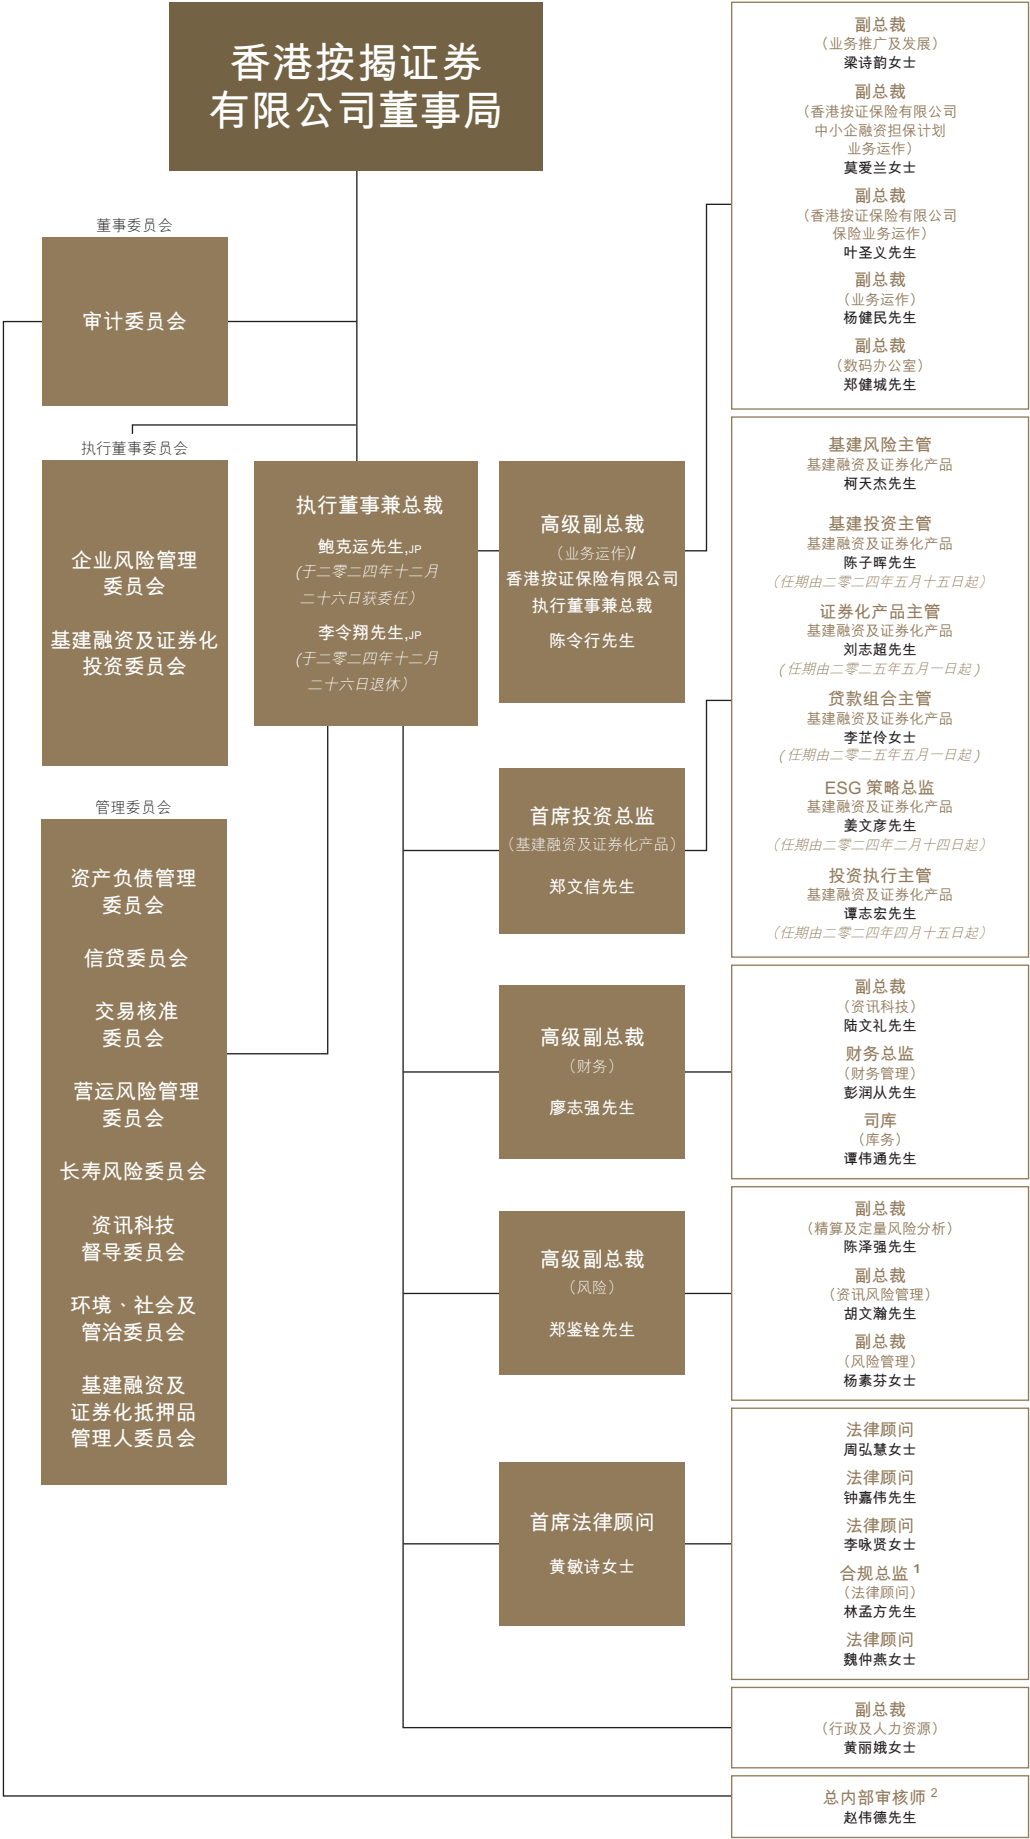 香港按揭证券
有限公司董事局
董事委员会
审计委员会
执行董事委员会
企业风险管理
委员会
基建融资及证券化
投资委员会
管理委员会
资产负债管理
委员会
信贷委员会
交易核准
委员会
营运风险管理
委员会
长寿风险委员会
资讯科技
督导委员会
环境、社会及
管治委员会
基建融资及
证券化抵押品
管理人委员会
执行董事兼总裁
鲍克运先生,JP
(于二零二四年十二月
二十六日获委任）
李令翔先生,JP
(于二零二四年十二月
二十六日退休）
高级副总裁
（业务运作）/
香港按证保险有限公司
执行董事兼总裁
陈令行先生
首席投资总监
（基建融资及证券化产品）
郑文信先生
高级副总裁
（财务）
廖志强先生
高级副总裁
（风险）
郑鉴铨先生
首席法律顾问
黄敏诗女士
副总裁
（业务推广及发展）
梁诗韵女士
副总裁
（香港按证保险有限公司
中小企融资担保计划
业务运作）
莫爱兰女士
副总裁
（香港按证保险有限公司
保险业务运作）
叶圣义先生
副总裁
（业务运作）
杨健民先生
副总裁
（数码办公室）
郑健城先生
基建风险主管
基建融资及证券化产品
柯天杰先生
基建投资主管
基建融资及证券化产品
陈子晖先生
（任期由二零二四年五月十五日起）
证券化产品主管
基建融资及证券化产品
刘志超先生
(任期由二零二五年五月一日起)
贷款组合主管
基建融资及证券化产品
李芷伶女士
(任期由二零二五年五月一日起)
ESG 策略总监
基建融资及证券化产品
姜文彦先生
（任期由二零二四年二月十四日起）
投资执行主管
基建融资及证券化产品
谭志宏先生
（任期由二零二四年四月十五日起）
副总裁
（资讯科技）
陆文礼先生
财务总监
（财务管理）
彭润从先生
司库
（库务）
谭伟通先生
副总裁
（精算及定量风险分析）
陈泽强先生
副总裁
（资讯风险管理）
胡文瀚先生
副总裁
（风险管理）
杨素芬女士
法律顾问
周弘慧女士
法律顾问
钟嘉伟先生
法律顾问
李咏贤女士
合规总监 1
（法律顾问）
林孟方先生
法律顾问
魏仲燕女士
副总裁
（行政及人力资源）
黄丽娥女士
总内部审核师 2
赵伟德先生